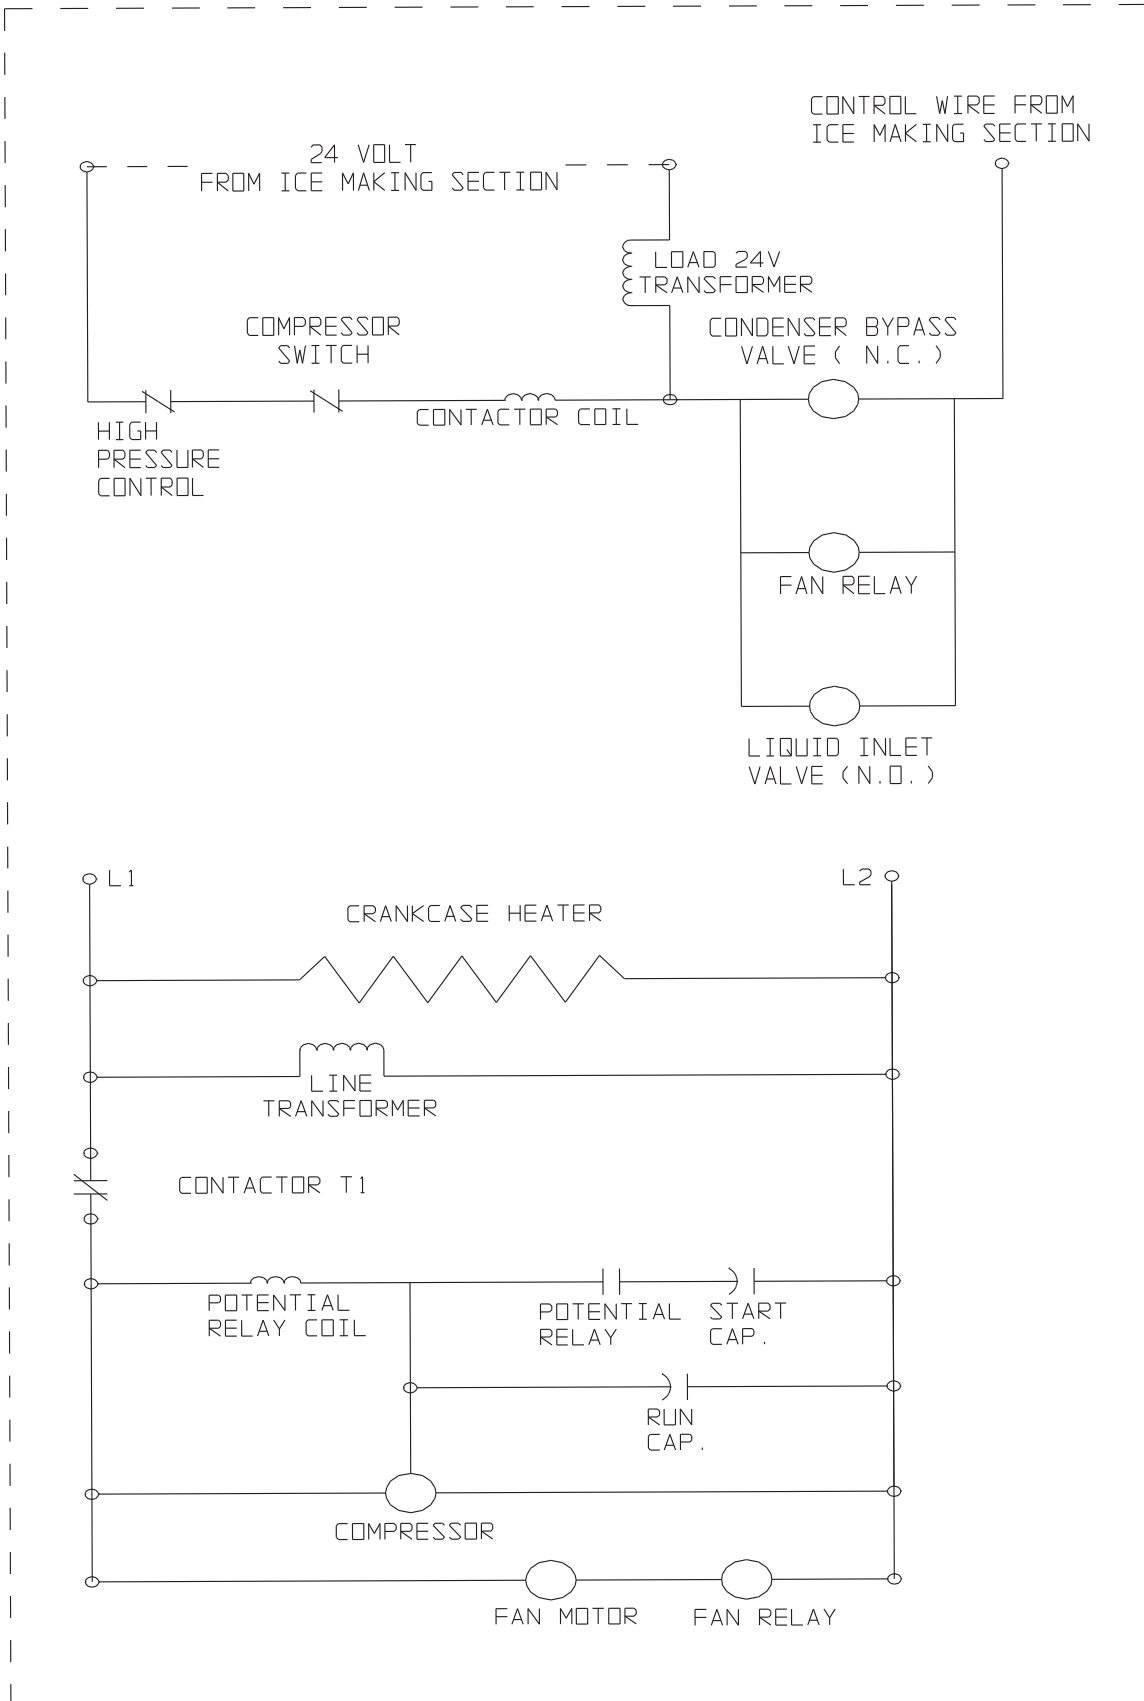 CONTROL WIRE FROM
ICE MAKING SECTION
24 VOLT
FROM ICE MAKING SECTION
LOAD 24V
TRANSFORMER
COMPRESSOR
SWITCH
CONDENSER BYPASS
VALVE ( N.C.)
CONTACTOR COIL
HIGH
PRESSURE
CONTROL
FAN RELAY
LIQUID INLET
VALVE (N.O. )
L1
L2
CRANKCASE HEATER
LINE
TRANSFORMER
CONTACTOR T1
POTENTIAL
RELAY COIL
POTENTIAL
RELAY
START
CAP.
RUN
CAP.
COMPRESSOR
FAN MOTOR
FAN RELAY